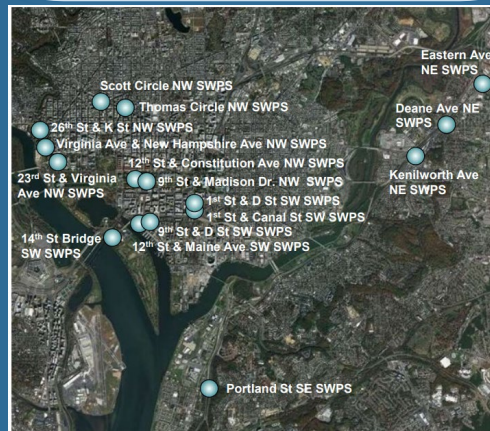 Eastern Ave
NE SWPS
Scott Circle NW SWPS
Thomas Circle NW SWPS
Deane Ave NE
SWPS
26th St & K St NW SWPS
Virginia Ave & New Hampshire Ave NW SWPS
12th St & Constitution Ave NW SWPS
23rd St & Virginia
Ave NW SWPS
9th St & Madison Dr. NW SWPS
Kenilworth Ave
NE SWPS
1st St & D St SW SWPS
1st St & Canal St SW SWPS
14th St Bridge
SW SWPS
9th St & D St SW SWPS
12th St & Maine Ave SW SWPS
Portland St SE SWPS